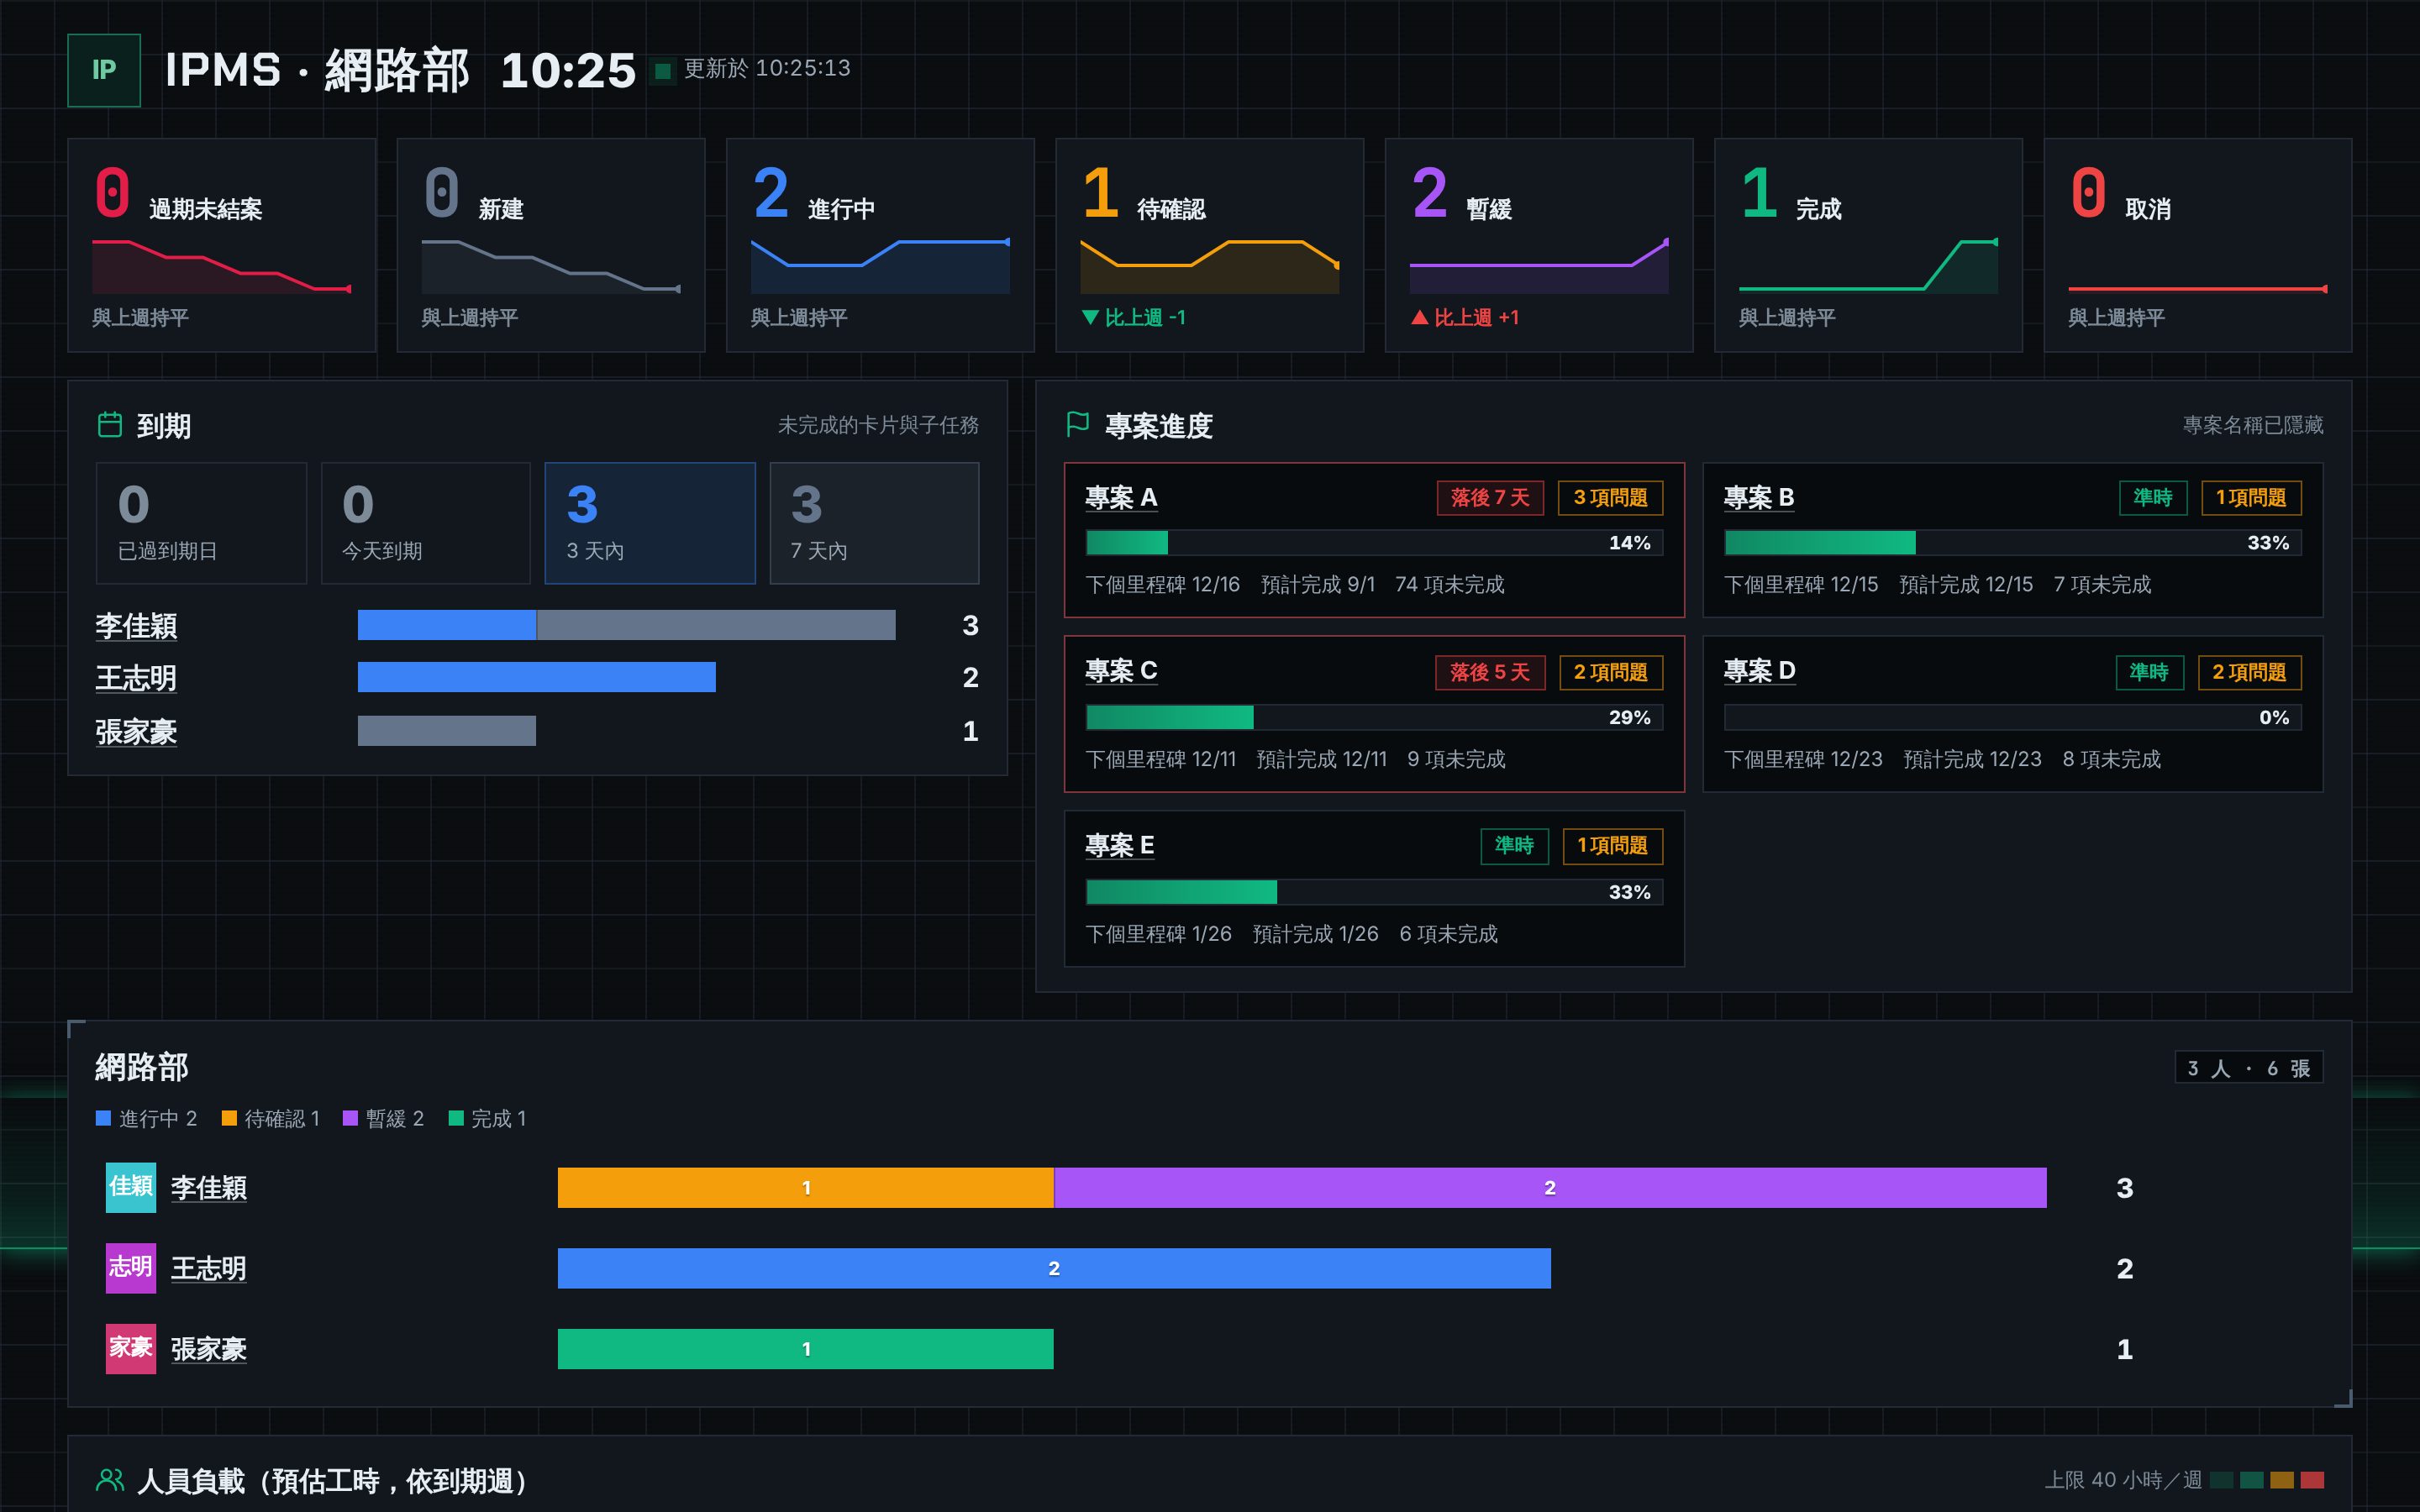 IP
IPMS · 網路部 10:25 更新於 10:25:13
0 過期未結案
與上週持平
0 新建
與上週持平
2 進行中
與上週持平
1 待確認
▼ 比上週 -1
2 暫緩
▲ 比上週 +1
1 完成
與上週持平
0 取消
與上週持平
到期 未完成的卡片與子任務
0 已過到期日
0 今天到期
3 3 天內
3 7 天內
李佳穎 3
王志明 2
張家豪 1
專案進度 專案名稱已隱藏
專案 A 落後 7 天 3 項問題
14%
下個里程碑 12/16 預計完成 9/1 74 項未完成
專案 B 準時 1 項問題
33%
下個里程碑 12/15 預計完成 12/15 7 項未完成
專案 C 落後 5 天 2 項問題
29%
下個里程碑 12/11 預計完成 12/11 9 項未完成
專案 D 準時 2 項問題
0%
下個里程碑 12/23 預計完成 12/23 8 項未完成
專案 E 準時 1 項問題
33%
下個里程碑 1/26 預計完成 1/26 6 項未完成
網路部 3 人 · 6 張
進行中 2 待確認 1 暫緩 2 完成 1
佳穎 李佳穎 1 2 3
志明 王志明 2 2
家豪 張家豪 1 1
人員負載（預估工時，依到期週） 上限 40 小時／週